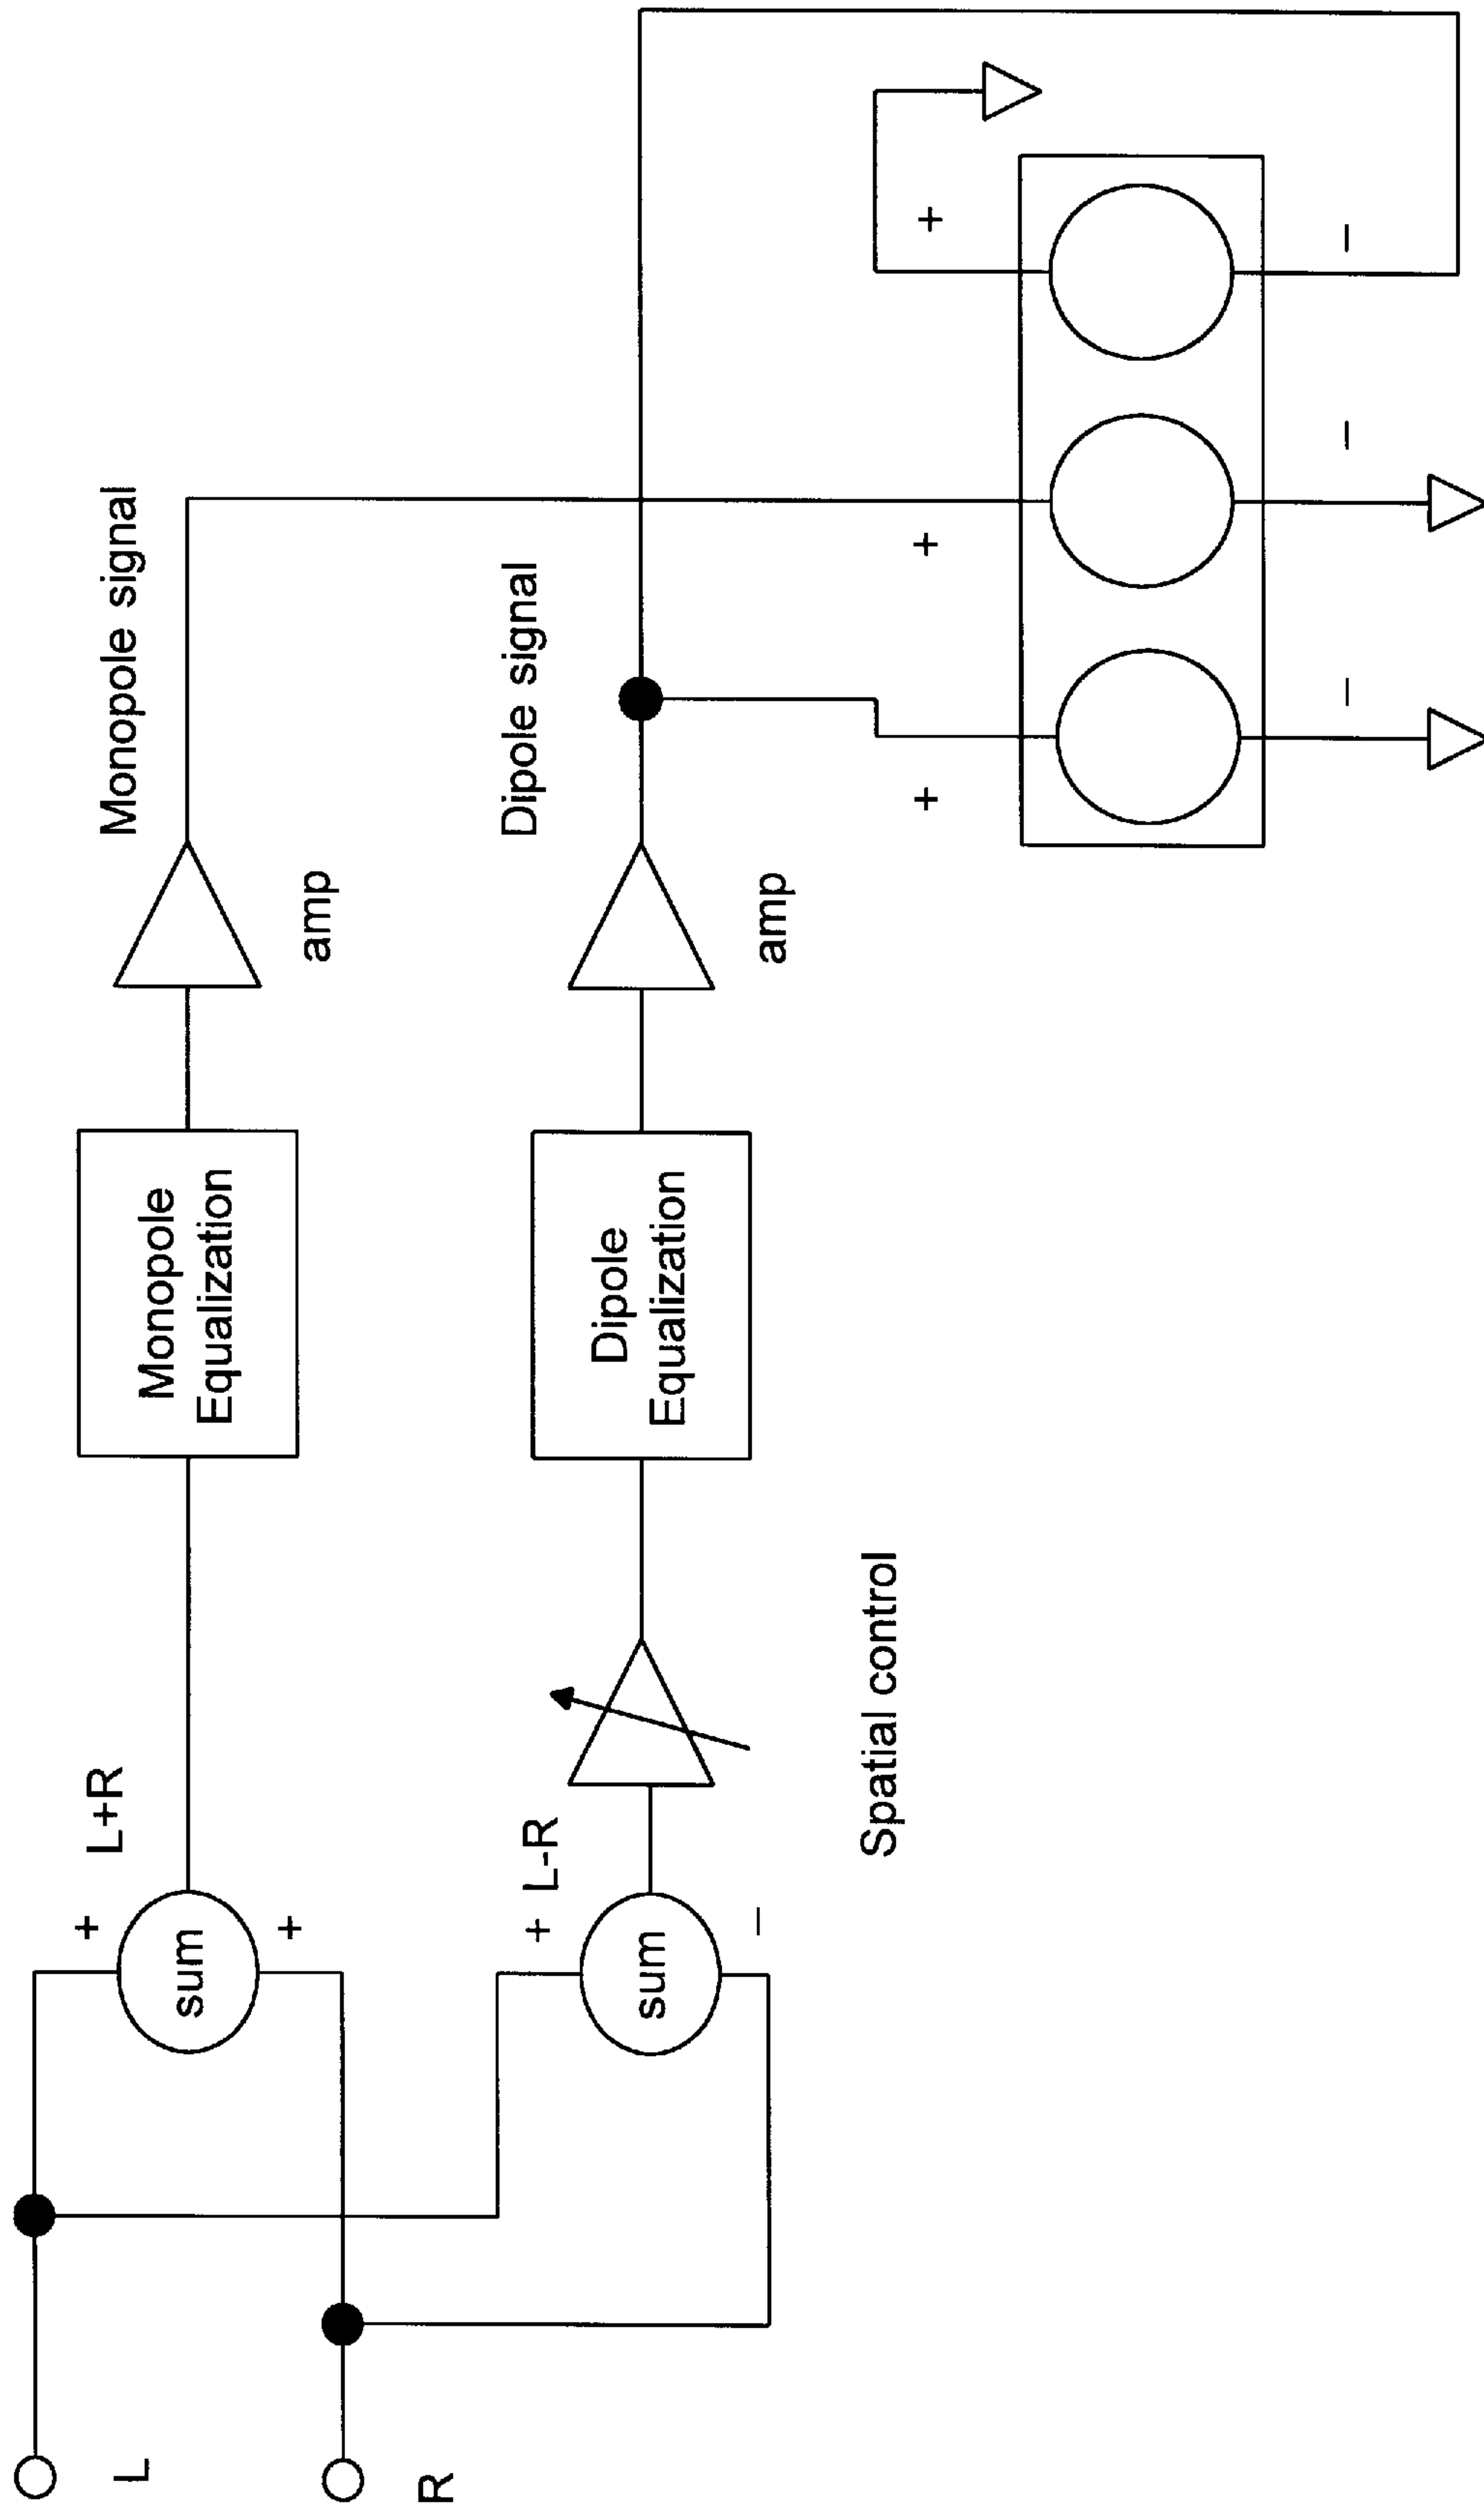 L
R
+
sum
+
L+R
+
sum
−
L-R
Spatial control
Monopole
Equalization
Dipole
Equalization
amp
amp
Monopole signal
Dipole signal
+
+
+
−
−
−